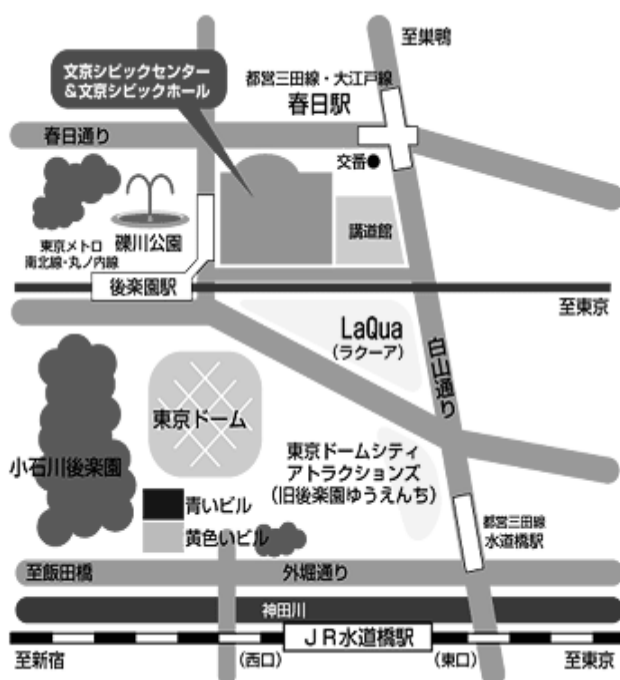 至巣鴨
文京シビックセンター
&文京シビックホール
都営三田線・大江戸線
春日駅
春日通り
交番
東京メトロ
南北線・丸ノ内線
礫川公園
講道館
後楽園駅
至東京
LaQua
(ラクーア)
白山通り
東京ドーム
小石川後楽園
東京ドームシティ
アトラクションズ
(旧後楽園ゆうえんち)
青いビル
黄色いビル
都営三田線
水道橋駅
至飯田橋
外堀通り
神田川
JR水道橋駅
至新宿
(西口)
(東口)
至東京